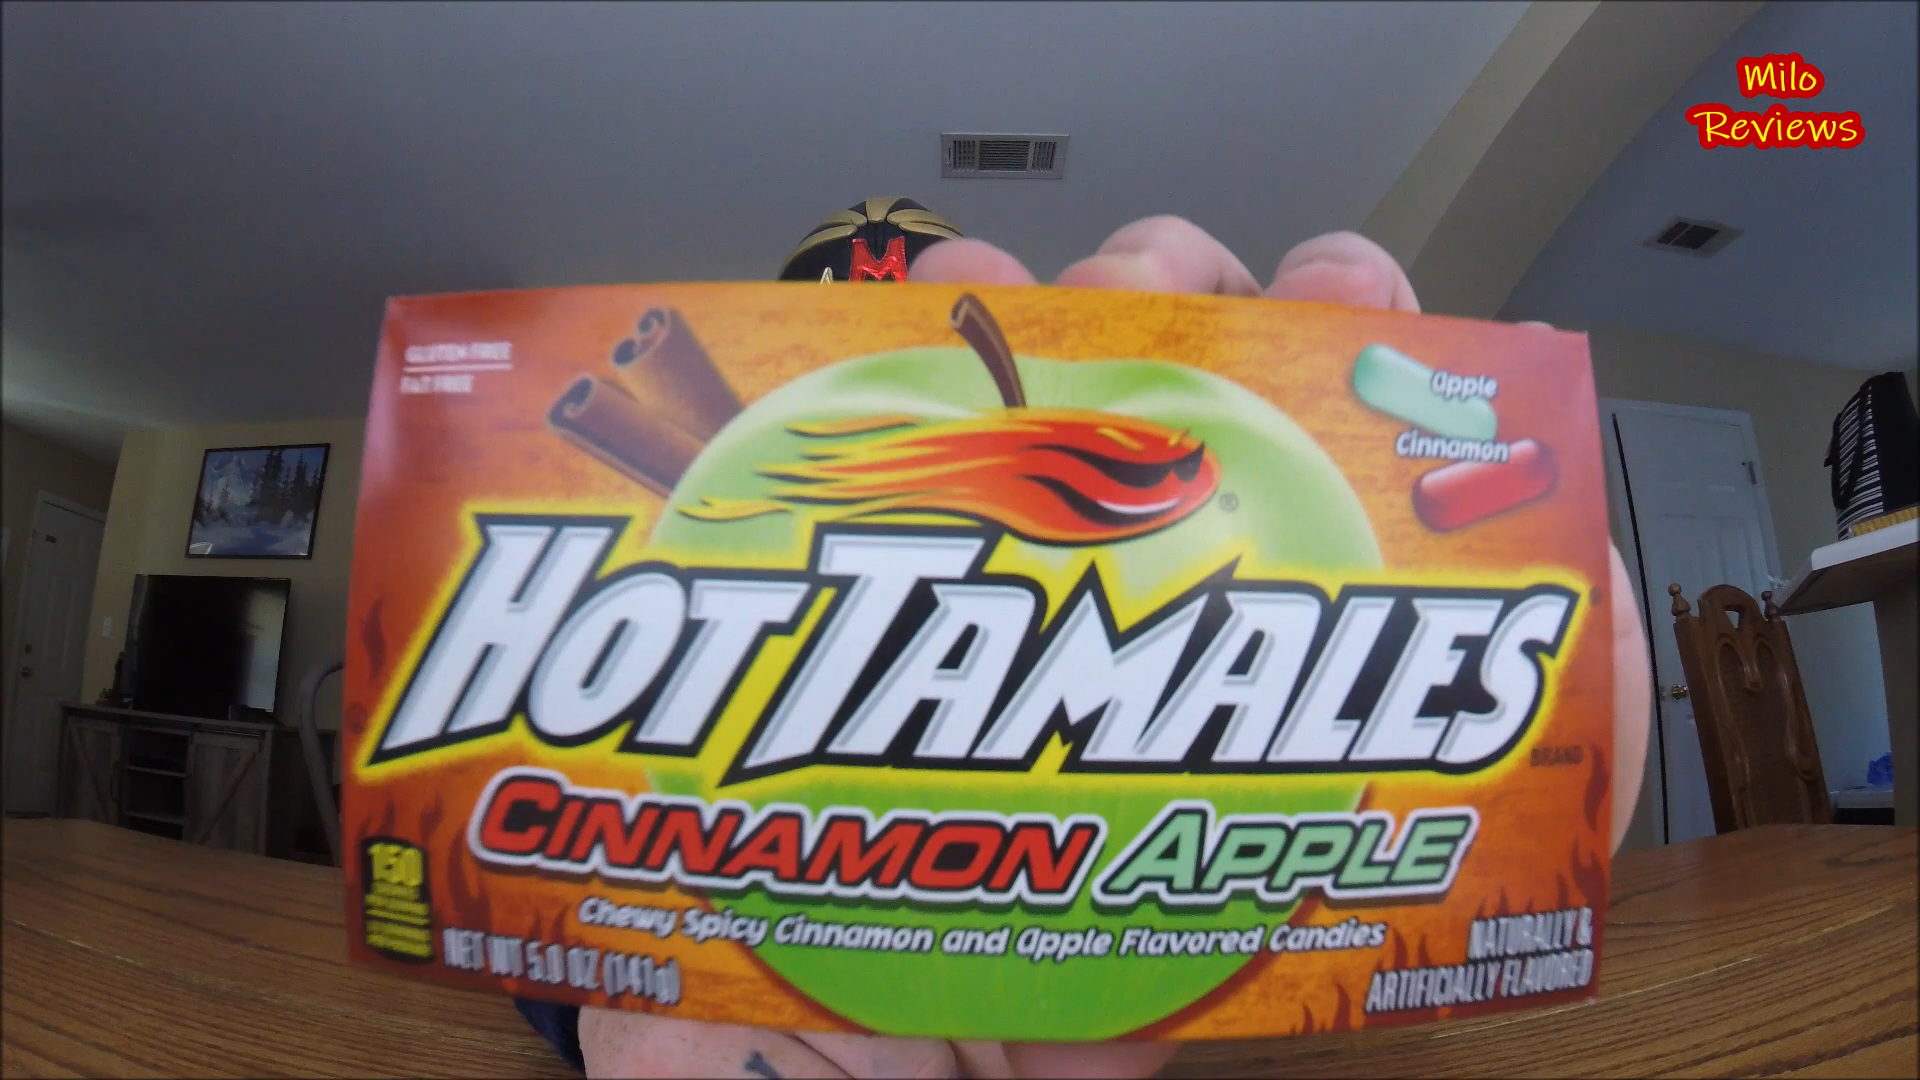 Milo
Reviews
M
GLUTEN FREE
FAT FREE
apple
Cinnamon
®
HOT TAMALES
BRAND
CINNAMON APPLE
Chewy Spicy Cinnamon and Apple Flavored Candies
150
NET WT 5.0 OZ (141g)
NATURALLY &
ARTIFICIALLY FLAVORED